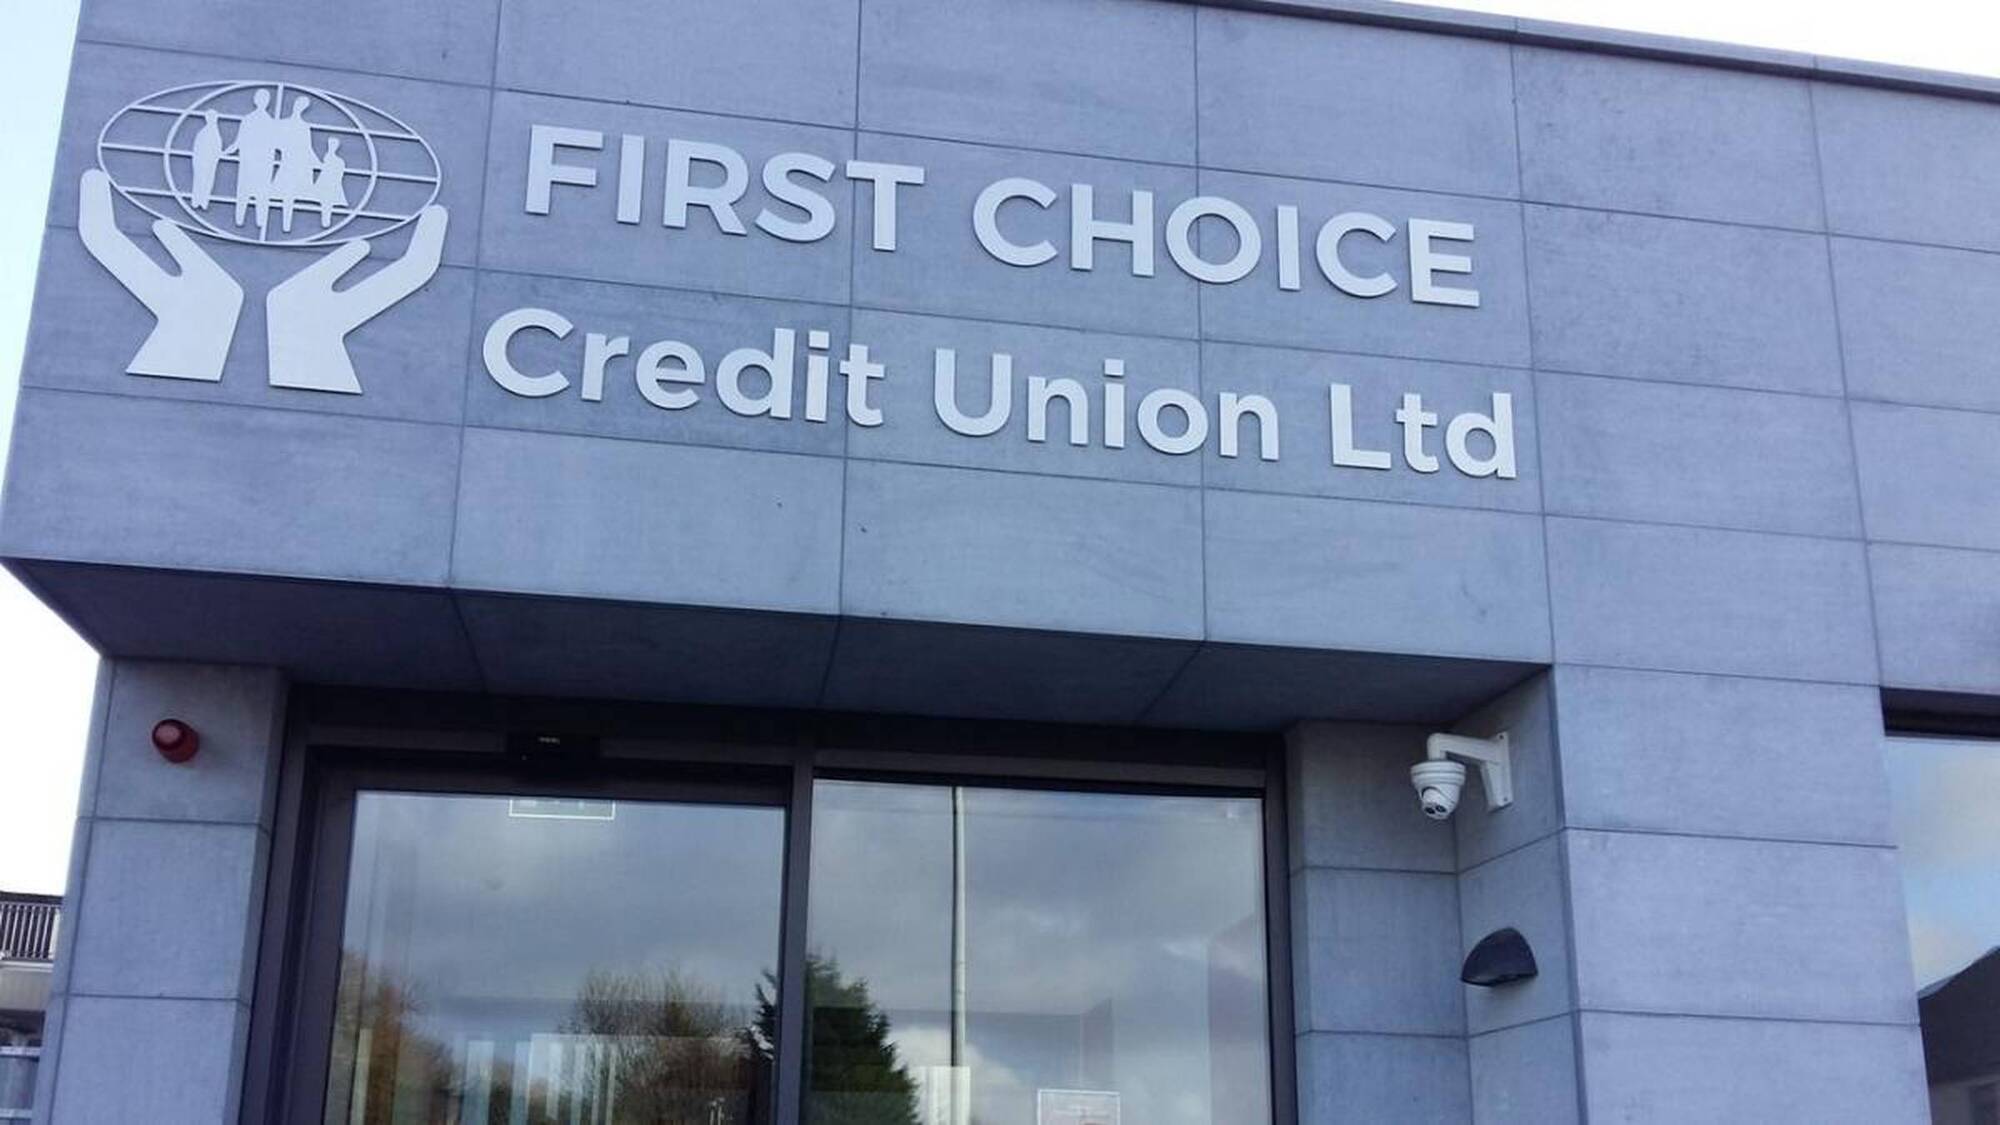 FIRST CHOICE
Credit Union Ltd